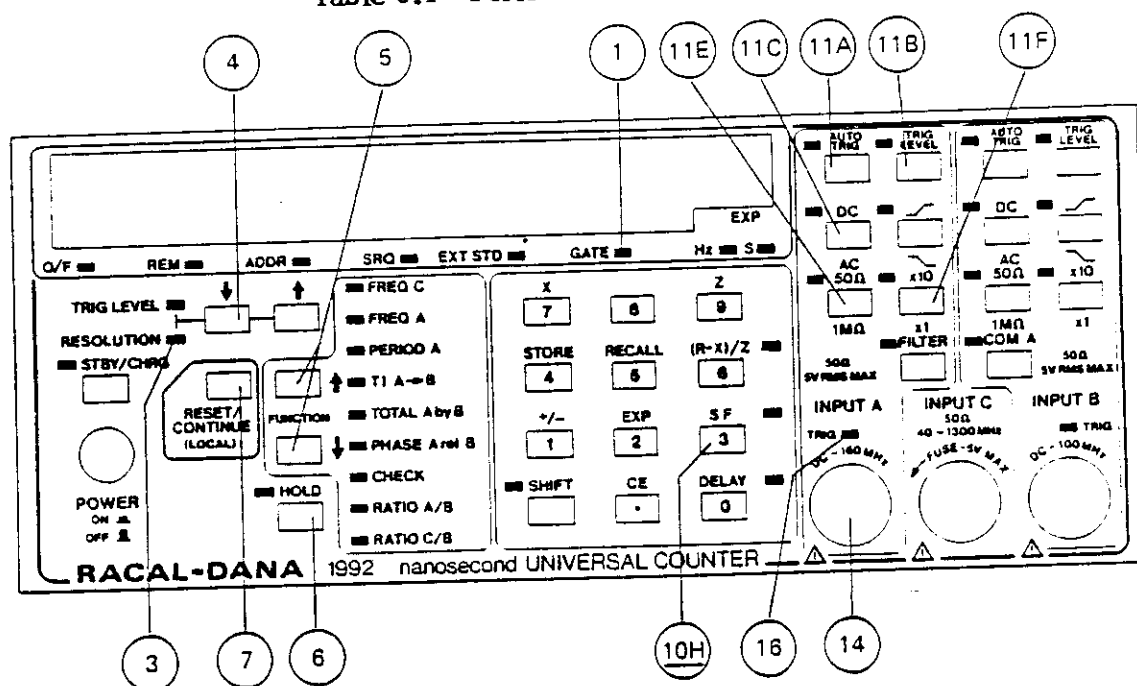 Table
4
5
1
11E
11C
11A
11B
11F
AUTO TRIG
TRIG LEVEL
AUTO TRIG
TRIG LEVEL
DC
DC
EXP
O/F REM ADDR SRQ EXT STD GATE Hz S
AC 50Ω
x10
AC 50Ω
x10
1MΩ
x1
1MΩ
x1
FILTER
COM A
50Ω
5V RMS MAX
50Ω
5V RMS MAX
TRIG LEVEL
RESOLUTION
STBY/CHRG
RESET/
CONTINUE
(LOCAL)
FUNCTION
HOLD
POWER
ON
OFF
FREQ C
FREQ A
PERIOD A
T I A→B
TOTAL A by B
PHASE A rel B
CHECK
RATIO A/B
RATIO C/B
X
Z
7
8
9
STORE
RECALL
(R-X)/Z
4
5
6
+/–
EXP
SF
1
2
3
SHIFT
CE
DELAY
.
0
INPUT A
TRIG
DC - 160 MHz
INPUT C
50Ω
40 - 1300 MHz
FUSE - 5V MAX
INPUT B
TRIG
DC - 100 MHz
RACAL-DANA 1992 nanosecond UNIVERSAL COUNTER
3
7
6
10H
16
14